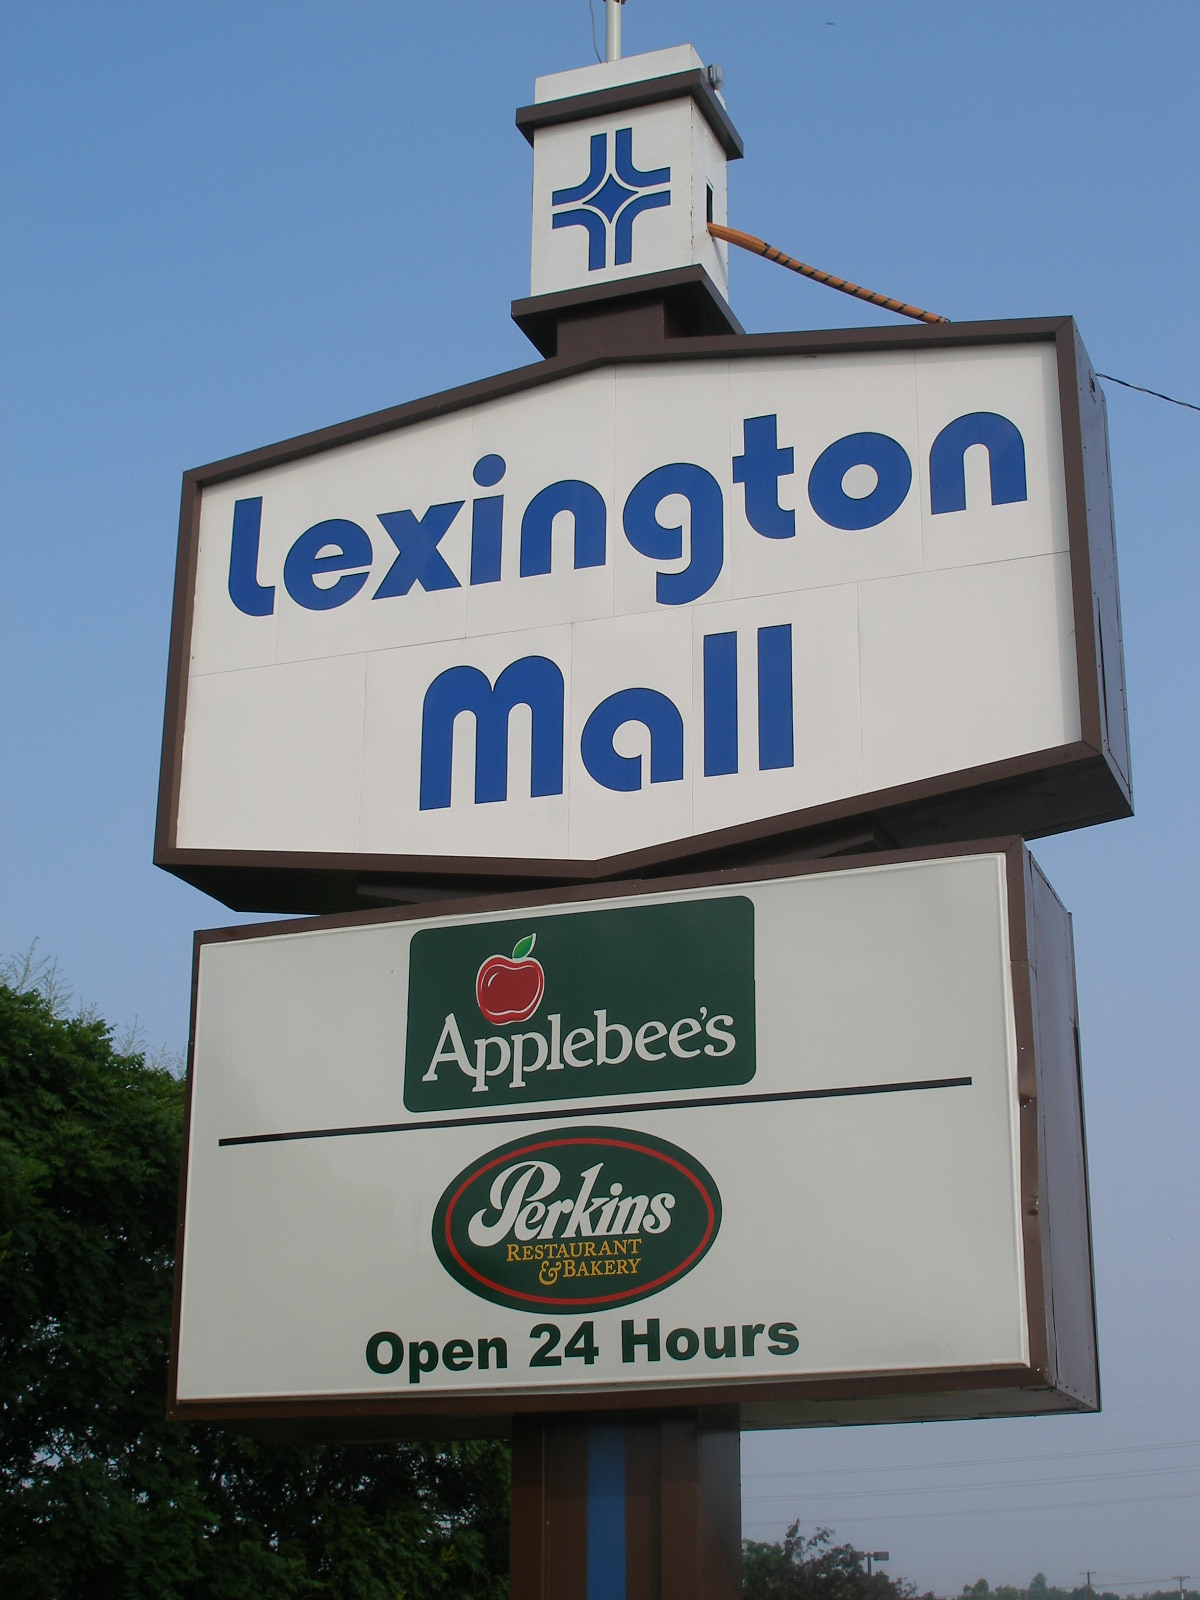 Lexington
Mall
Applebee's
Perkins
RESTAURANT
& BAKERY
Open 24 Hours